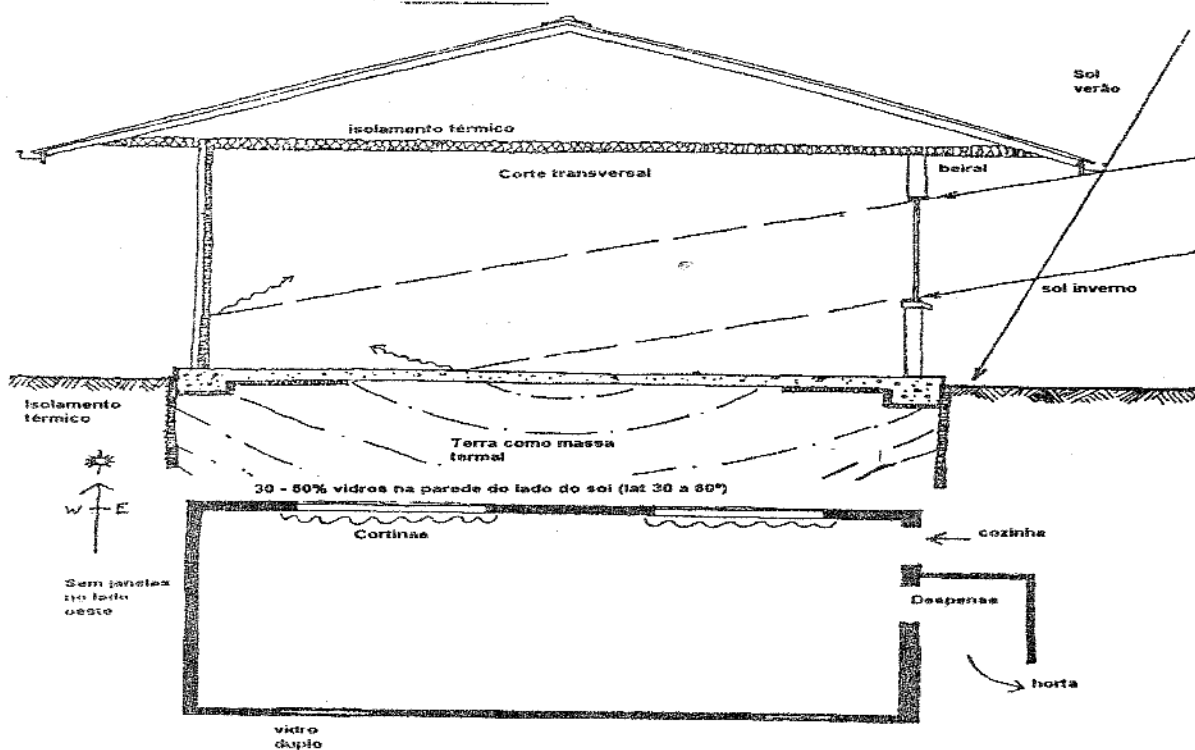 Sol
verão
isolamento térmico
Corte transversal
beiral
sol inverno
Isolamento
térmico
Terra como massa
termal
30 - 60% vidros na parede do lado do sol (lat 30 a 60°)
W E
Cortinas
cozinha
Sem janelas
no lado
oeste
Despensa
horta
vidro
duplo